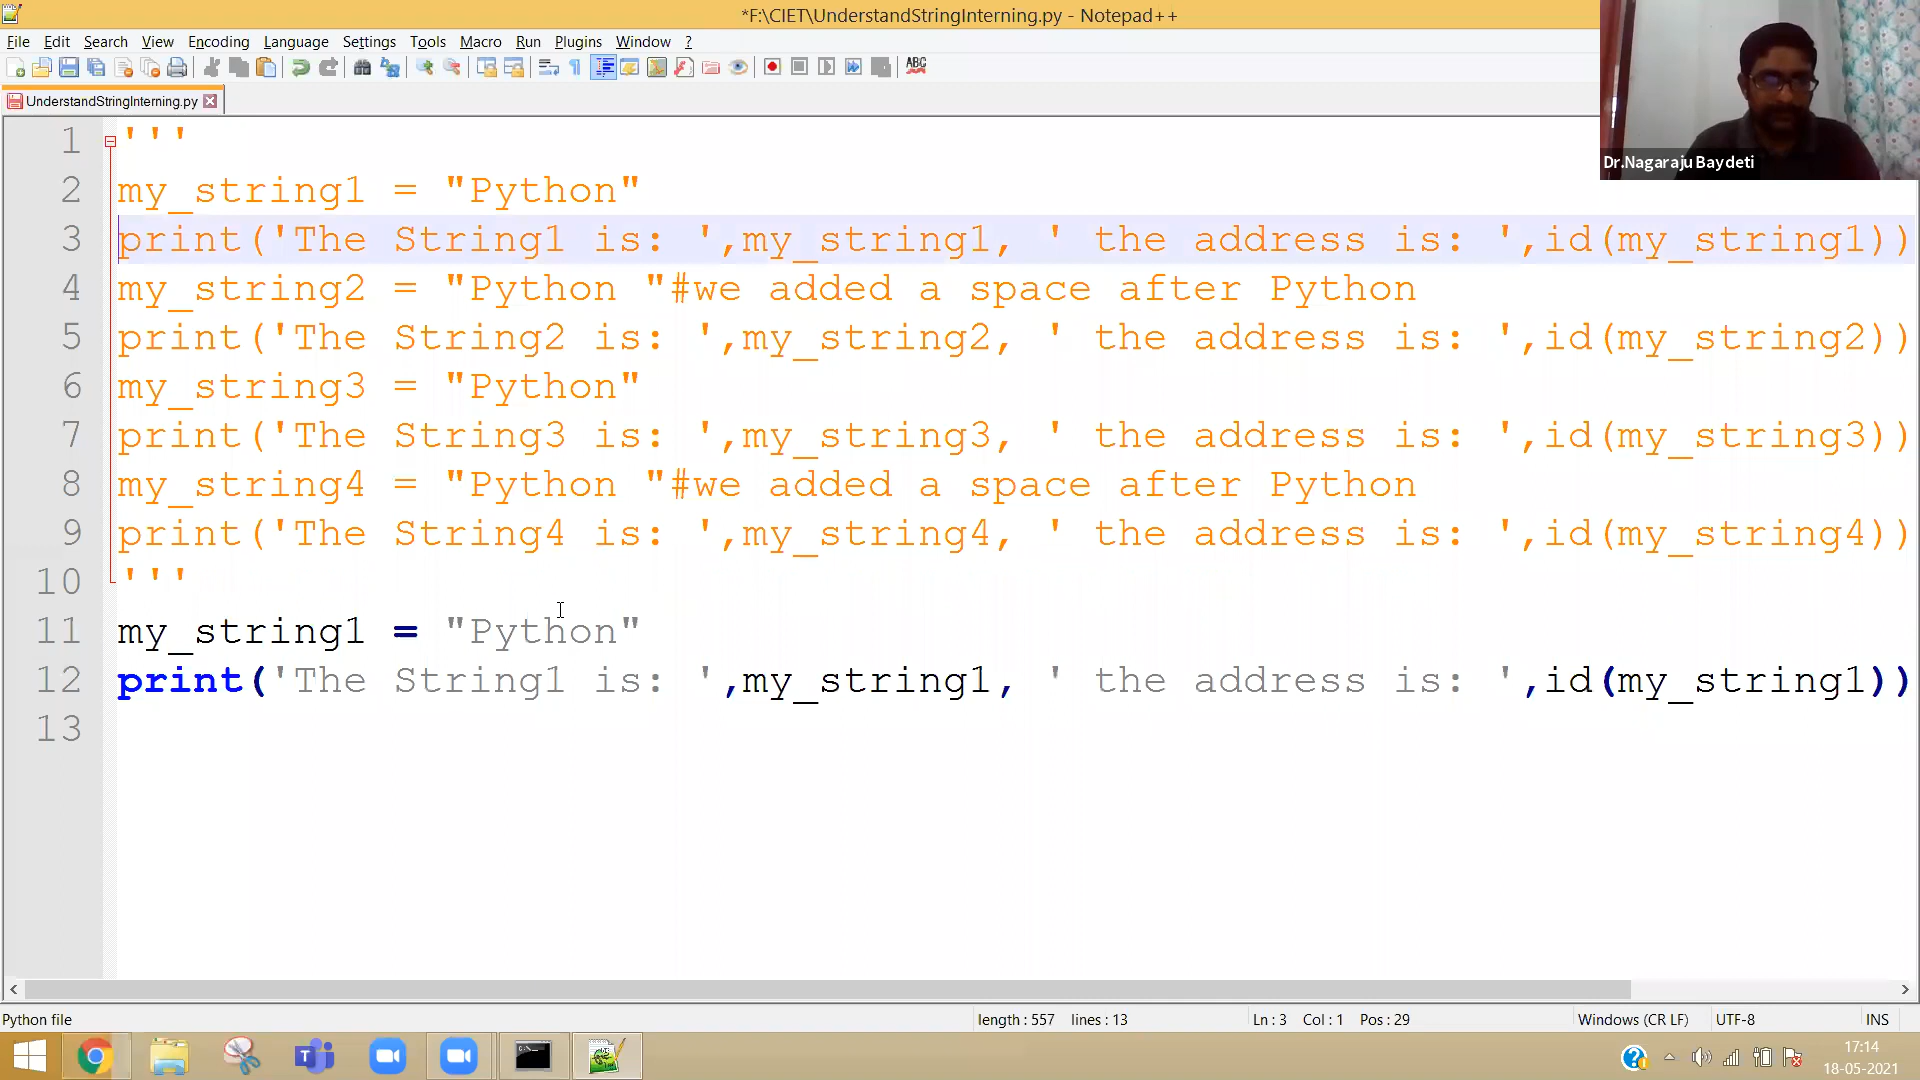 *F:\CIET\UnderstandStringInterning.py - Notepad++
File Edit Search View Encoding Language Settings Tools Macro Run Plugins Window ?
ABC
UnderstandStringInterning.py
Dr.Nagaraju Baydeti
1 '''
2 my_string1 = "Python"
3 print('The String1 is: ',my_string1, ' the address is: ',id(my_string1))
4 my_string2 = "Python "#we added a space after Python
5 print('The String2 is: ',my_string2, ' the address is: ',id(my_string2))
6 my_string3 = "Python"
7 print('The String3 is: ',my_string3, ' the address is: ',id(my_string3))
8 my_string4 = "Python "#we added a space after Python
9 print('The String4 is: ',my_string4, ' the address is: ',id(my_string4))
10 '''
11 my_string1 = "Python"
12 print('The String1 is: ',my_string1, ' the address is: ',id(my_string1))
13
Python file length : 557 lines : 13 Ln : 3 Col : 1 Pos : 29 Windows (CR LF) UTF-8 INS
17:14
18-05-2021